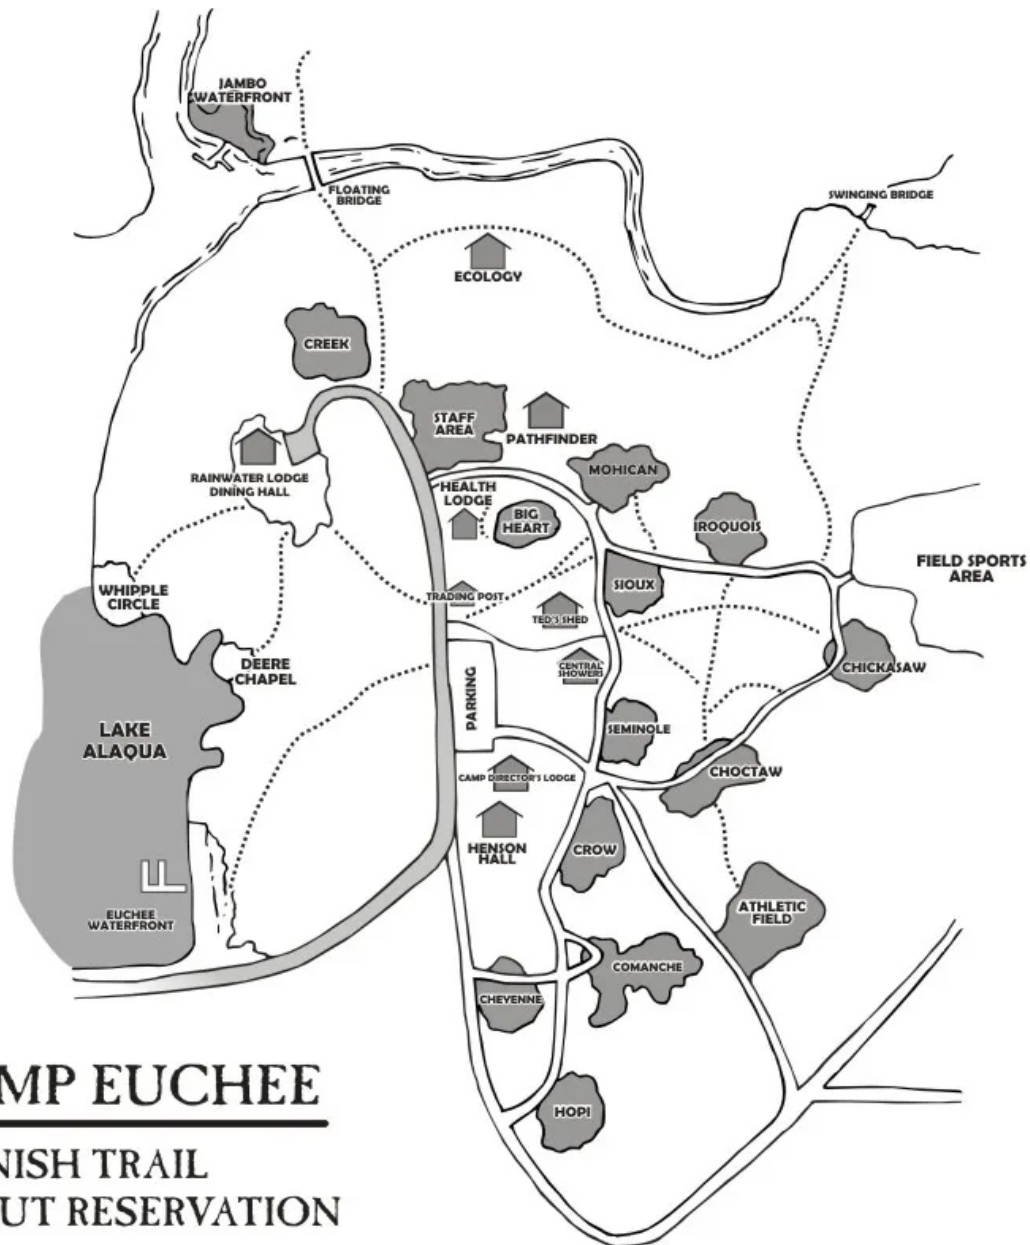 JAMBO
WATERFRONT
FLOATING
BRIDGE
SWINGING BRIDGE
ECOLOGY
CREEK
STAFF
AREA
PATHFINDER
RAINWATER LODGE
DINING HALL
HEALTH
LODGE
MOHICAN
BIG
HEART
IROQUOIS
FIELD SPORTS
AREA
WHIPPLE
CIRCLE
TRADING POST
SIOUX
TED'S SHED
DEERE
CHAPEL
CENTRAL
SHOWERS
CHICKASAW
PARKING
LAKE
ALAQUA
SEMINOLE
CAMP DIRECTOR'S LODGE
CHOCTAW
HENSON
HALL
CROW
EUCHEE
WATERFRONT
ATHLETIC
FIELD
COMANCHE
CHEYENNE
HOPI
MP EUCHEE
NISH TRAIL
UT RESERVATION